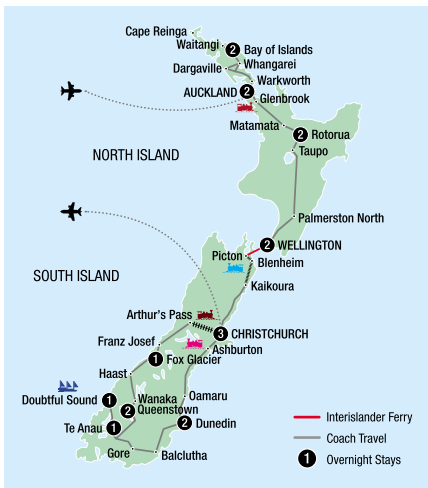 Cape Reinga
Waitangi
2 Bay of Islands
Whangarei
Dargaville
Warkworth
AUCKLAND 2
Glenbrook
Matamata
2 Rotorua
Taupo
NORTH ISLAND
Palmerston North
2 WELLINGTON
Picton
Blenheim
SOUTH ISLAND
Kaikoura
Arthur's Pass
3 CHRISTCHURCH
Franz Josef
Ashburton
1 Fox Glacier
Haast
Doubtful Sound 1
Wanaka
Oamaru
2 Queenstown
Te Anau 1
2 Dunedin
Gore
Balclutha
Interislander Ferry
Coach Travel
1 Overnight Stays